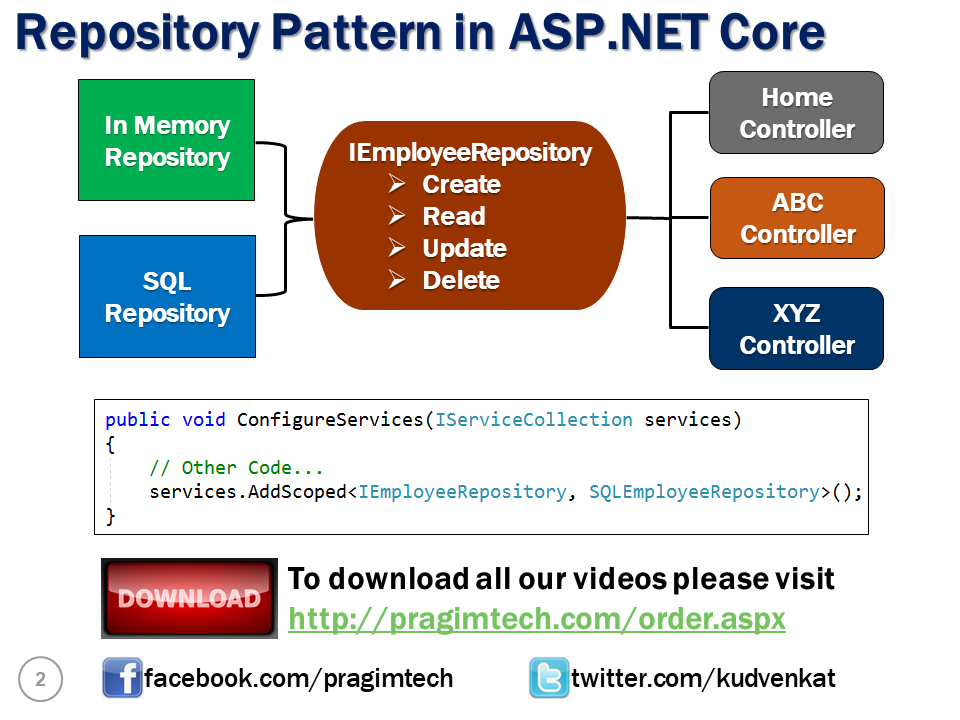 Repository Pattern in ASP.NET Core
In Memory
Repository
SQL
Repository
IEmployeeRepository
Create
Read
Update
Delete
Home
Controller
ABC
Controller
XYZ
Controller
public void ConfigureServices(IServiceCollection services)
{
// Other Code...
services.AddScoped<IEmployeeRepository, SQLEmployeeRepository>();
}
DOWNLOAD
To download all our videos please visit
http://pragimtech.com/order.aspx
2
facebook.com/pragimtech
twitter.com/kudvenkat